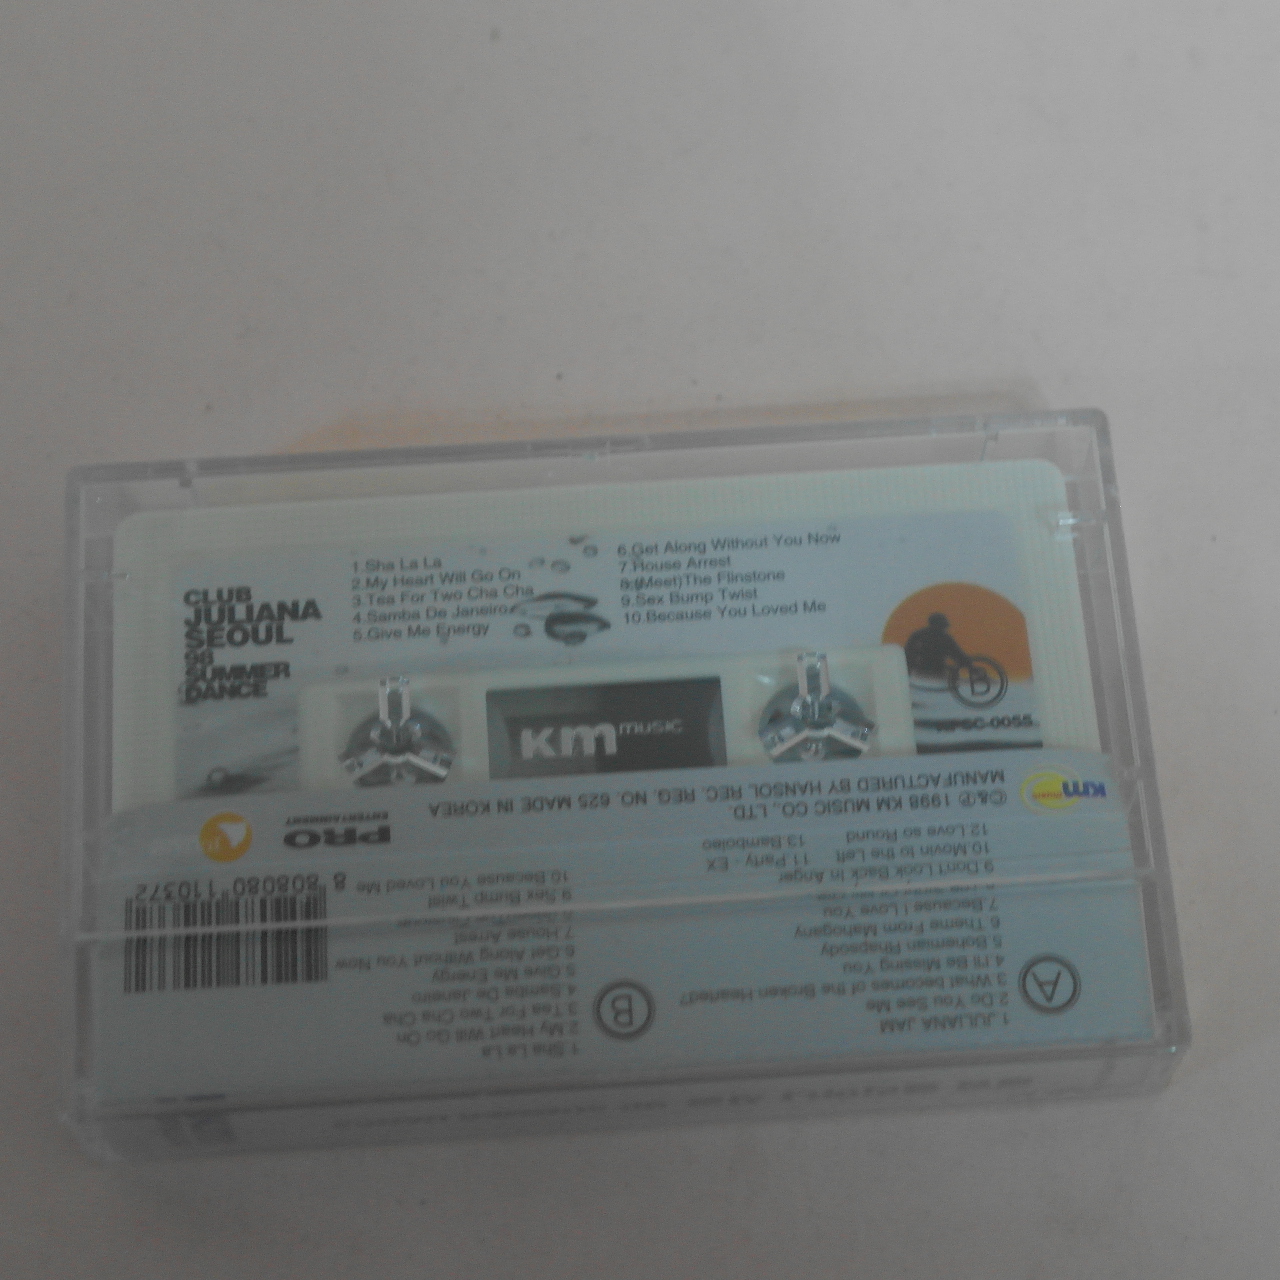 CLUB
JULIANA
SEOUL
98
SUMMER
DANCE
1.Sha La La
2.My Heart Will Go On
3.Tea For Two Cha Cha
4.Samba De Janeiro
5.Give Me Energy
6.Get Along Without You Now
7.House Arrest
8.(Meet)The Flinstone
9.Sex Bump Twist
10.Because You Loved Me
B
SC-0055
km music
km music
©&℗ 1998 KM MUSIC CO., LTD.
MANUFACTURED BY HANSOL REC. REG. NO. 625 MADE IN KOREA
PRO
ENTERTAINMENT
A
1.JULIANA JAM
2 Do You See Me
3 What becomes of the Broken Hearted?
4 I'll Be Missing You
5 Bohemian Rhapsody
6 Theme From Mahogany
7.Because I Love You
9 Don't Look Back In Anger
10.Movin to the Left 11.Party - EX
12.Love so Round 13.Bamboleo
B
1.Sha La La
2 My Heart Will Go On
3 Tea For Two Cha Cha
4 Samba De Janeiro
5 Give Me Energy
6 Get Along Without You Now
7 House Arrest
9 Sex Bump Twist
10 Because You Loved Me
8 808080 110372